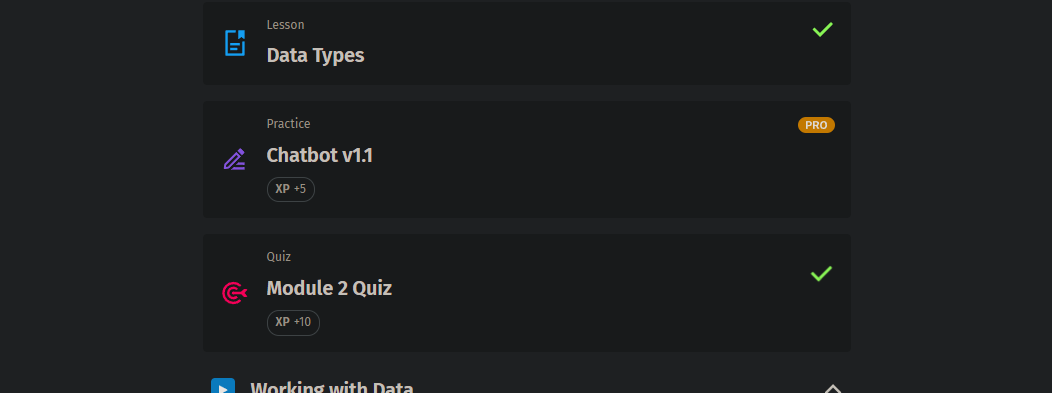 Lesson
Data Types
Practice
PRO
Chatbot v1.1
XP +5
Quiz
Module 2 Quiz
XP +10
Working with Data